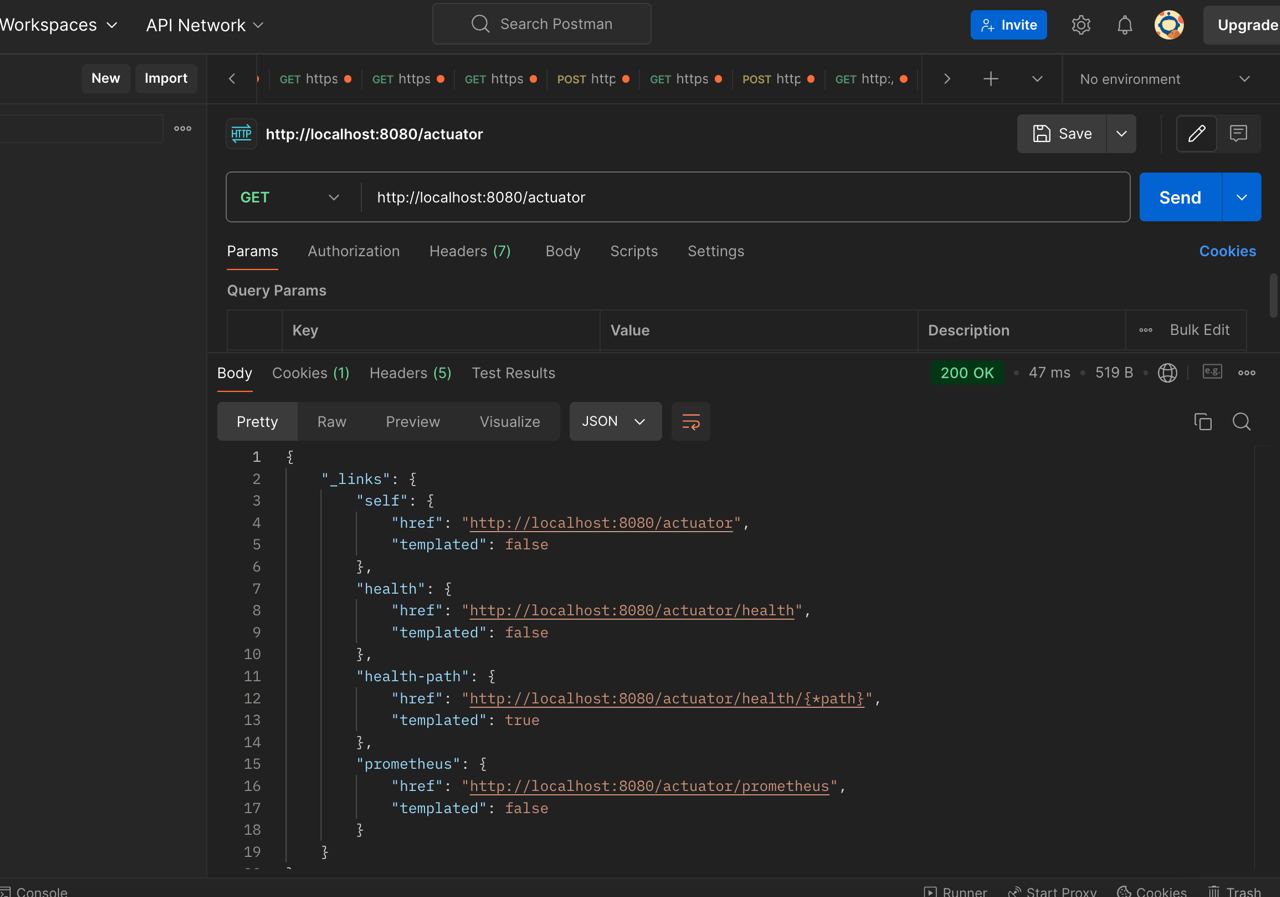 Workspaces API Network Search Postman Invite Upgrade
New Import GET https GET https GET https POST http GET https POST http GET http:/ No environment
HTTP http://localhost:8080/actuator Save
GET http://localhost:8080/actuator Send
Params Authorization Headers (7) Body Scripts Settings Cookies
Query Params
Key Value Description Bulk Edit
Body Cookies (1) Headers (5) Test Results 200 OK • 47 ms • 519 B • e.g.
Pretty Raw Preview Visualize JSON
1 {
2 "_links": {
3 "self": {
4 "href": "http://localhost:8080/actuator",
5 "templated": false
6 },
7 "health": {
8 "href": "http://localhost:8080/actuator/health",
9 "templated": false
10 },
11 "health-path": {
12 "href": "http://localhost:8080/actuator/health/{*path}",
13 "templated": true
14 },
15 "prometheus": {
16 "href": "http://localhost:8080/actuator/prometheus",
17 "templated": false
18 }
19 }
Console Runner Start Proxy Cookies Trash